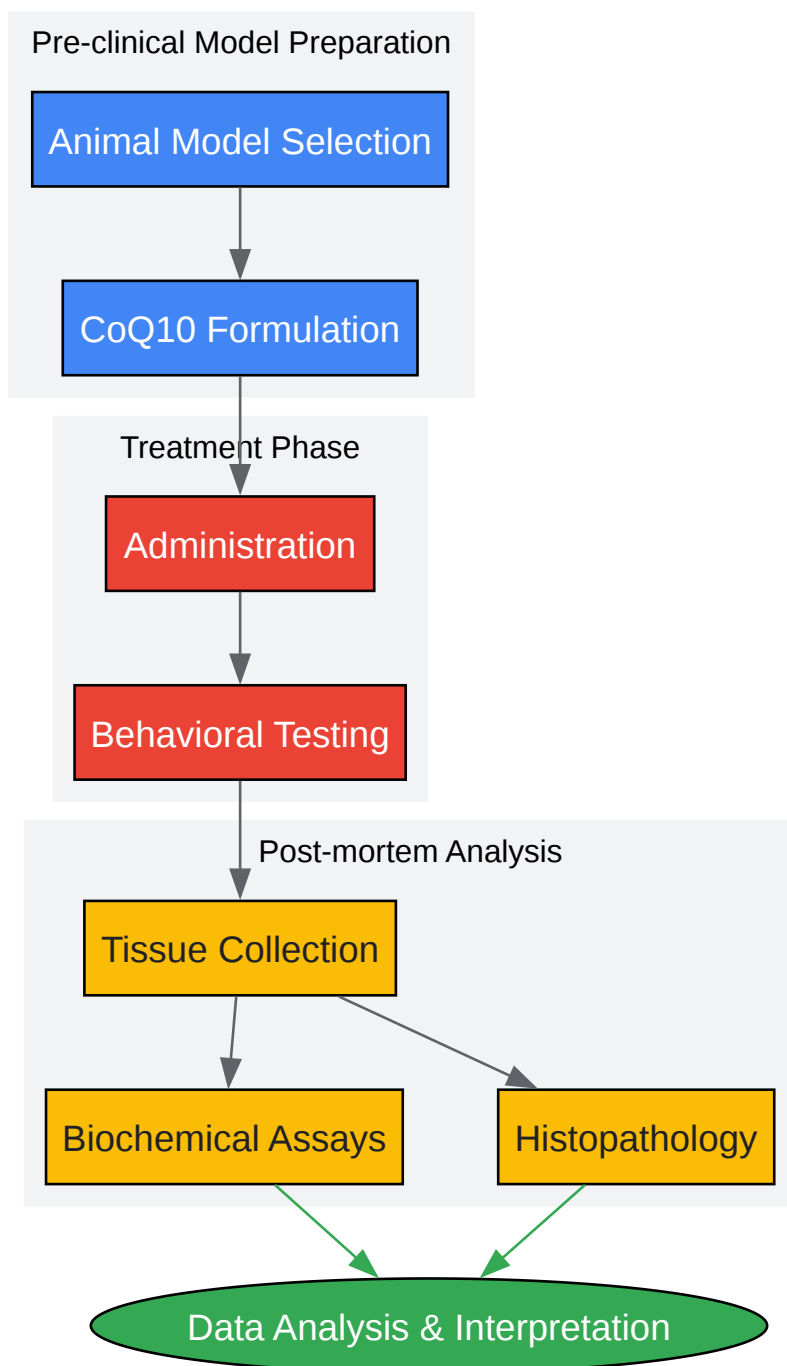 Pre-clinical Model Preparation
Animal Model Selection
CoQ10 Formulation
Treatment Phase
Administration
Behavioral Testing
Post-mortem Analysis
Tissue Collection
Biochemical Assays
Histopathology
Data Analysis & Interpretation